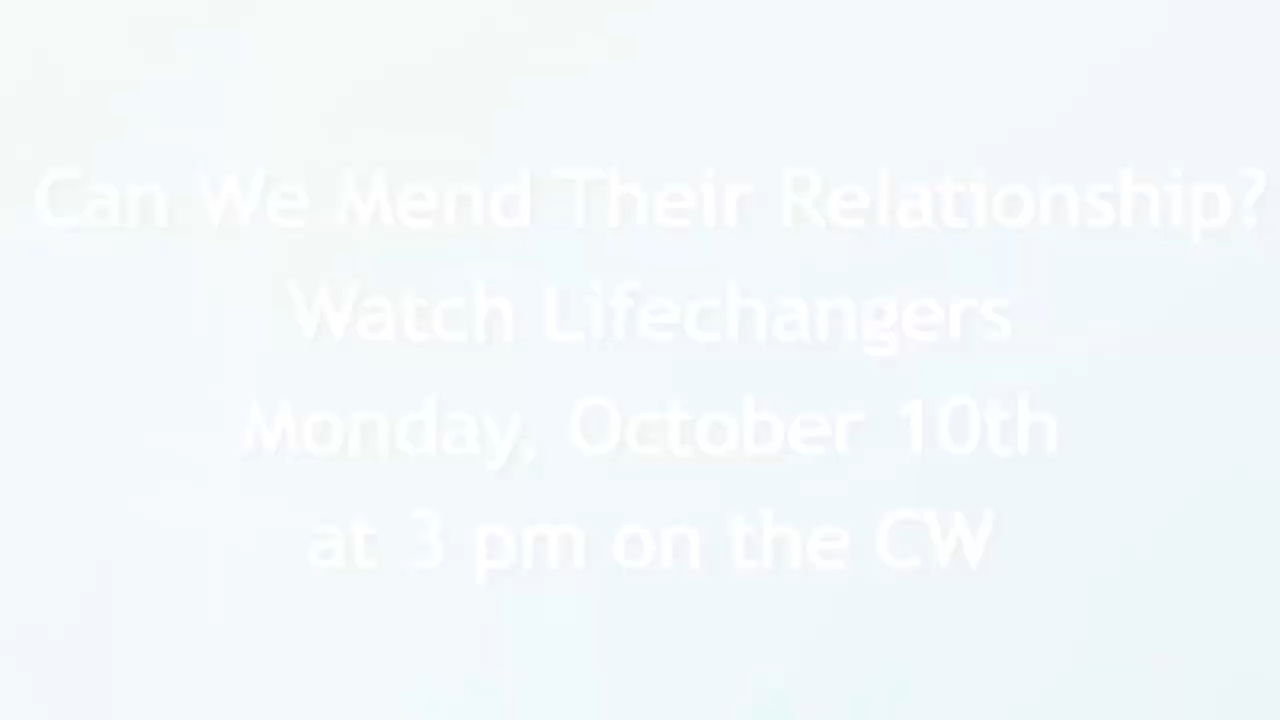 Can We Mend Their Relationship?
Watch Lifechangers
Monday, October 10th
at 3 pm on the CW